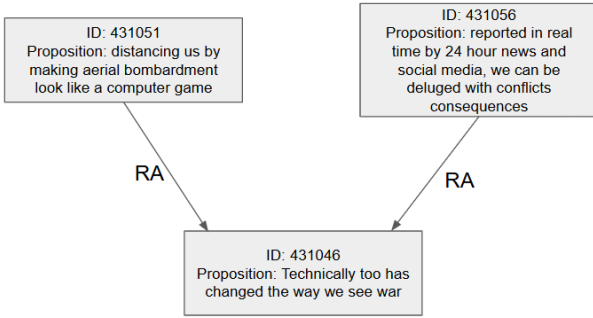 ID: 431051
Proposition: distancing us by
making aerial bombardment
look like a computer game
ID: 431056
Proposition: reported in real
time by 24 hour news and
social media, we can be
deluged with conflicts
consequences
RA
RA
ID: 431046
Proposition: Technically too has
changed the way we see war